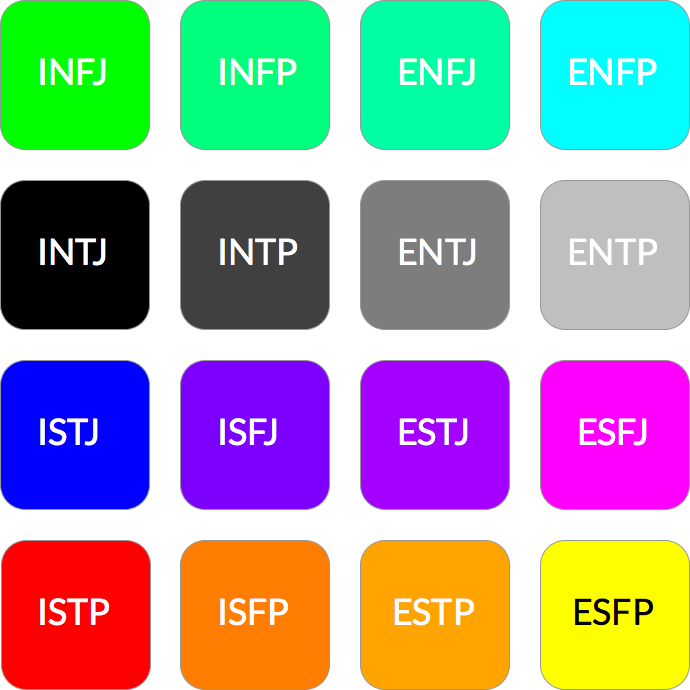 INFJ INFP ENFJ ENFP
INTJ INTP ENTJ ENTP
ISTJ ISFJ ESTJ ESFJ
ISTP ISFP ESTP ESFP